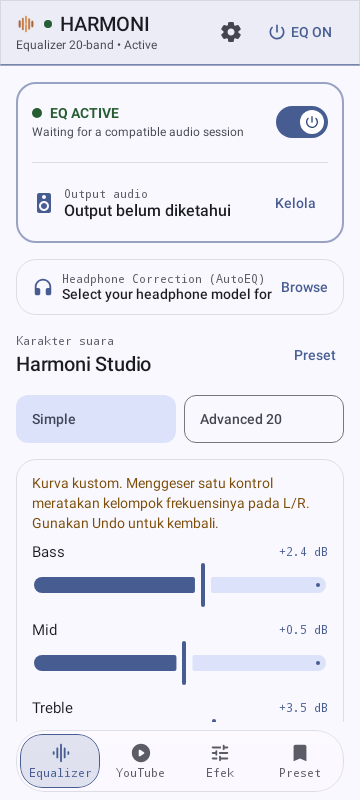 HARMONI
Equalizer 20-band • Active
EQ ON
EQ ACTIVE
Waiting for a compatible audio session
Output audio
Output belum diketahui
Kelola
Headphone Correction (AutoEQ)
Select your headphone model for
Browse
Karakter suara
Harmoni Studio
Preset
Simple
Advanced 20
Kurva kustom. Menggeser satu kontrol
meratakan kelompok frekuensinya pada L/R.
Gunakan Undo untuk kembali.
Bass
+2.4 dB
Mid
+0.5 dB
Treble
+3.5 dB
Equalizer
YouTube
Efek
Preset